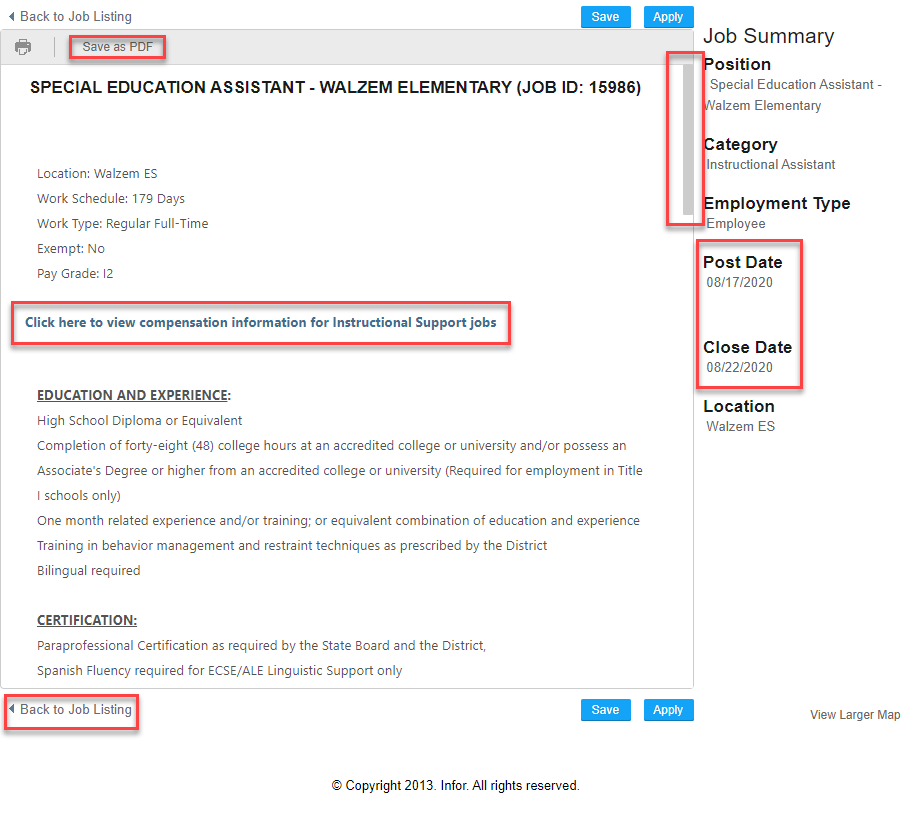 Back to Job Listing
Save
Apply
Save as PDF
SPECIAL EDUCATION ASSISTANT - WALZEM ELEMENTARY (JOB ID: 15986)
Location: Walzem ES
Work Schedule: 179 Days
Work Type: Regular Full-Time
Exempt: No
Pay Grade: I2
Click here to view compensation information for Instructional Support jobs
EDUCATION AND EXPERIENCE:
High School Diploma or Equivalent
Completion of forty-eight (48) college hours at an accredited college or university and/or possess an
Associate's Degree or higher from an accredited college or university (Required for employment in Title
I schools only)
One month related experience and/or training; or equivalent combination of education and experience
Training in behavior management and restraint techniques as prescribed by the District
Bilingual required
CERTIFICATION:
Paraprofessional Certification as required by the State Board and the District,
Spanish Fluency required for ECSE/ALE Linguistic Support only
Job Summary
Position
Special Education Assistant -
Walzem Elementary
Category
Instructional Assistant
Employment Type
Employee
Post Date
08/17/2020
Close Date
08/22/2020
Location
Walzem ES
Back to Job Listing
Save
Apply
View Larger Map
© Copyright 2013. Infor. All rights reserved.